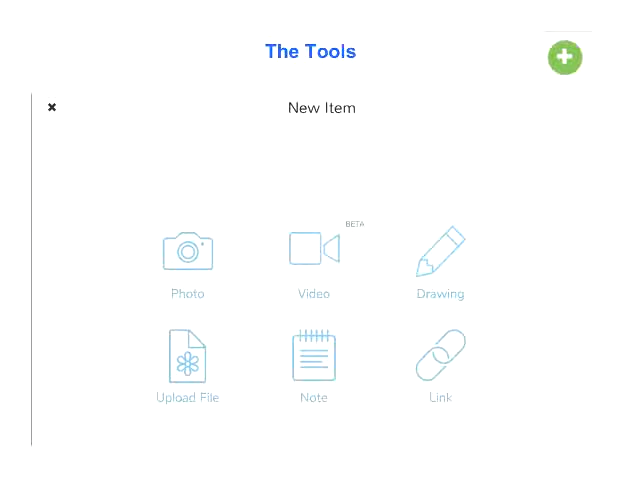 The Tools
New Item
BETA
Photo
Video
Drawing
Upload File
Note
Link